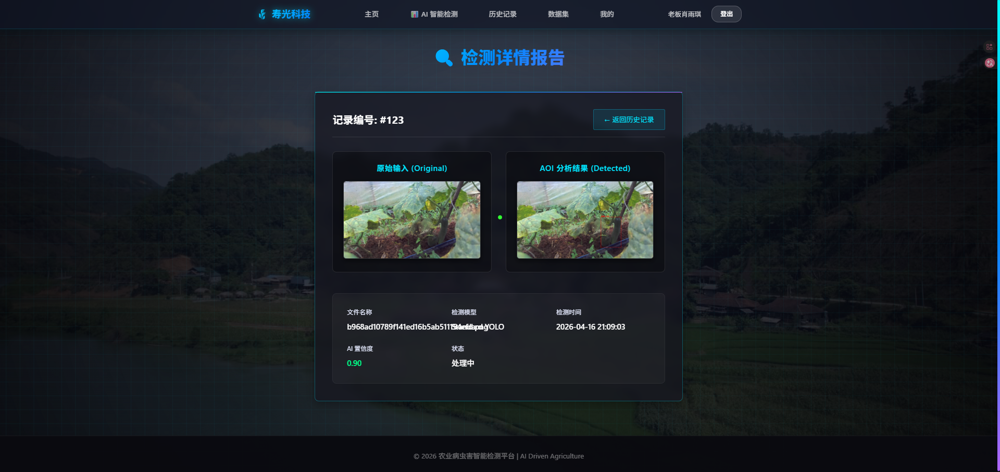 寿光科技
主页
AI 智能检测
历史记录
数据集
我的
老板肖雨琪
登出
检测详情报告
记录编号: #123
← 返回历史记录
原始输入 (Original)
AOI 分析结果 (Detected)
文件名称
检测模型
检测时间
b968ad10789f141ed16b5ab511
YOLO
2026-04-16 21:09:03
AI 置信度
状态
0.90
处理中
© 2026 农业病虫害智能检测平台 | AI Driven Agriculture